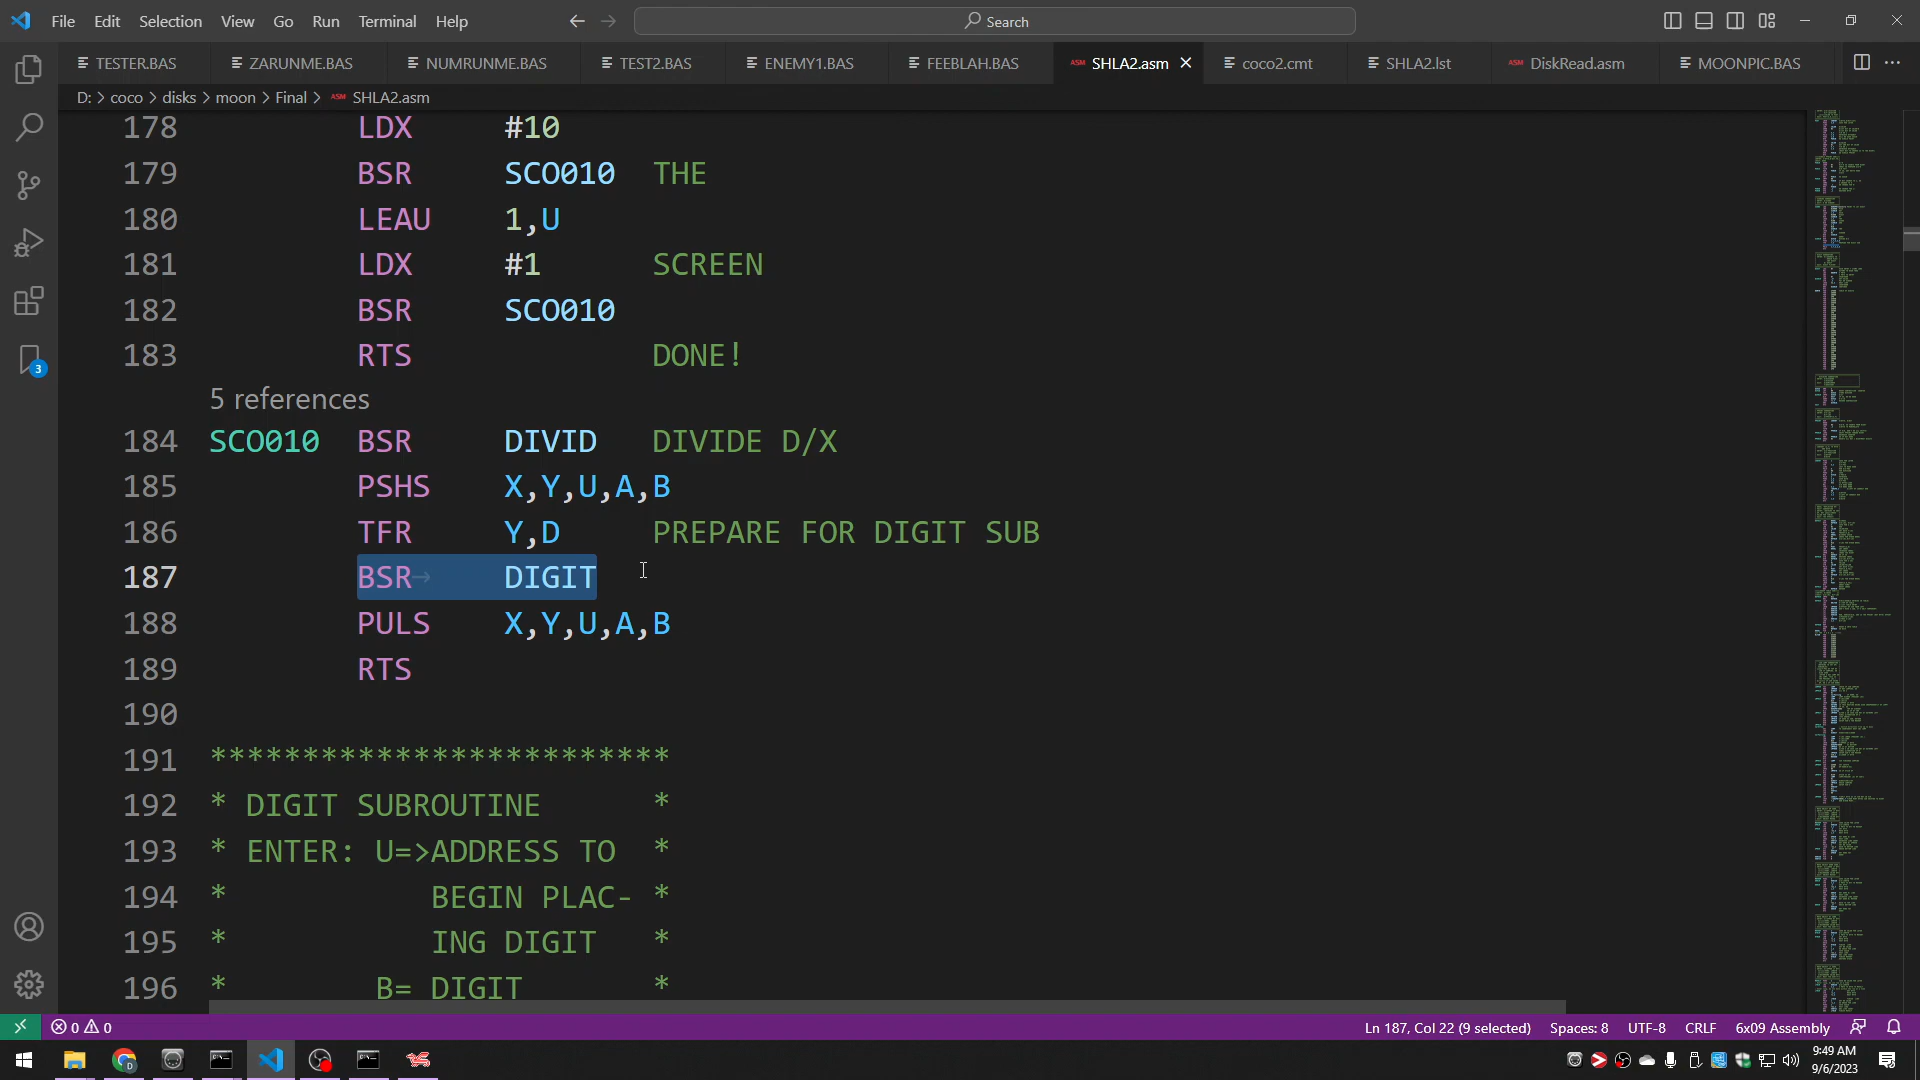 File Edit Selection View Go Run Terminal Help Search
TESTER.BAS ZARUNME.BAS NUMRUNME.BAS TEST2.BAS ENEMY1.BAS FEEBLAH.BAS ASM SHLA2.asm coco2.cmt SHLA2.lst ASM DiskRead.asm MOONPIC.BAS
D: > coco > disks > moon > Final > ASM SHLA2.asm
178 LDX #10
179 BSR SCO010 THE
180 LEAU 1,U
181 LDX #1 SCREEN
182 BSR SCO010
183 RTS DONE!
5 references
184 SCO010 BSR DIVID DIVIDE D/X
185 PSHS X,Y,U,A,B
186 TFR Y,D PREPARE FOR DIGIT SUB
187 BSR→ DIGIT
188 PULS X,Y,U,A,B
189 RTS
190
191 *************************
192 * DIGIT SUBROUTINE *
193 * ENTER: U=>ADDRESS TO *
194 * BEGIN PLAC- *
195 * ING DIGIT *
196 * B= DIGIT *
3
0 0 Ln 187, Col 22 (9 selected) Spaces: 8 UTF-8 CRLF 6x09 Assembly
9:49 AM
9/6/2023